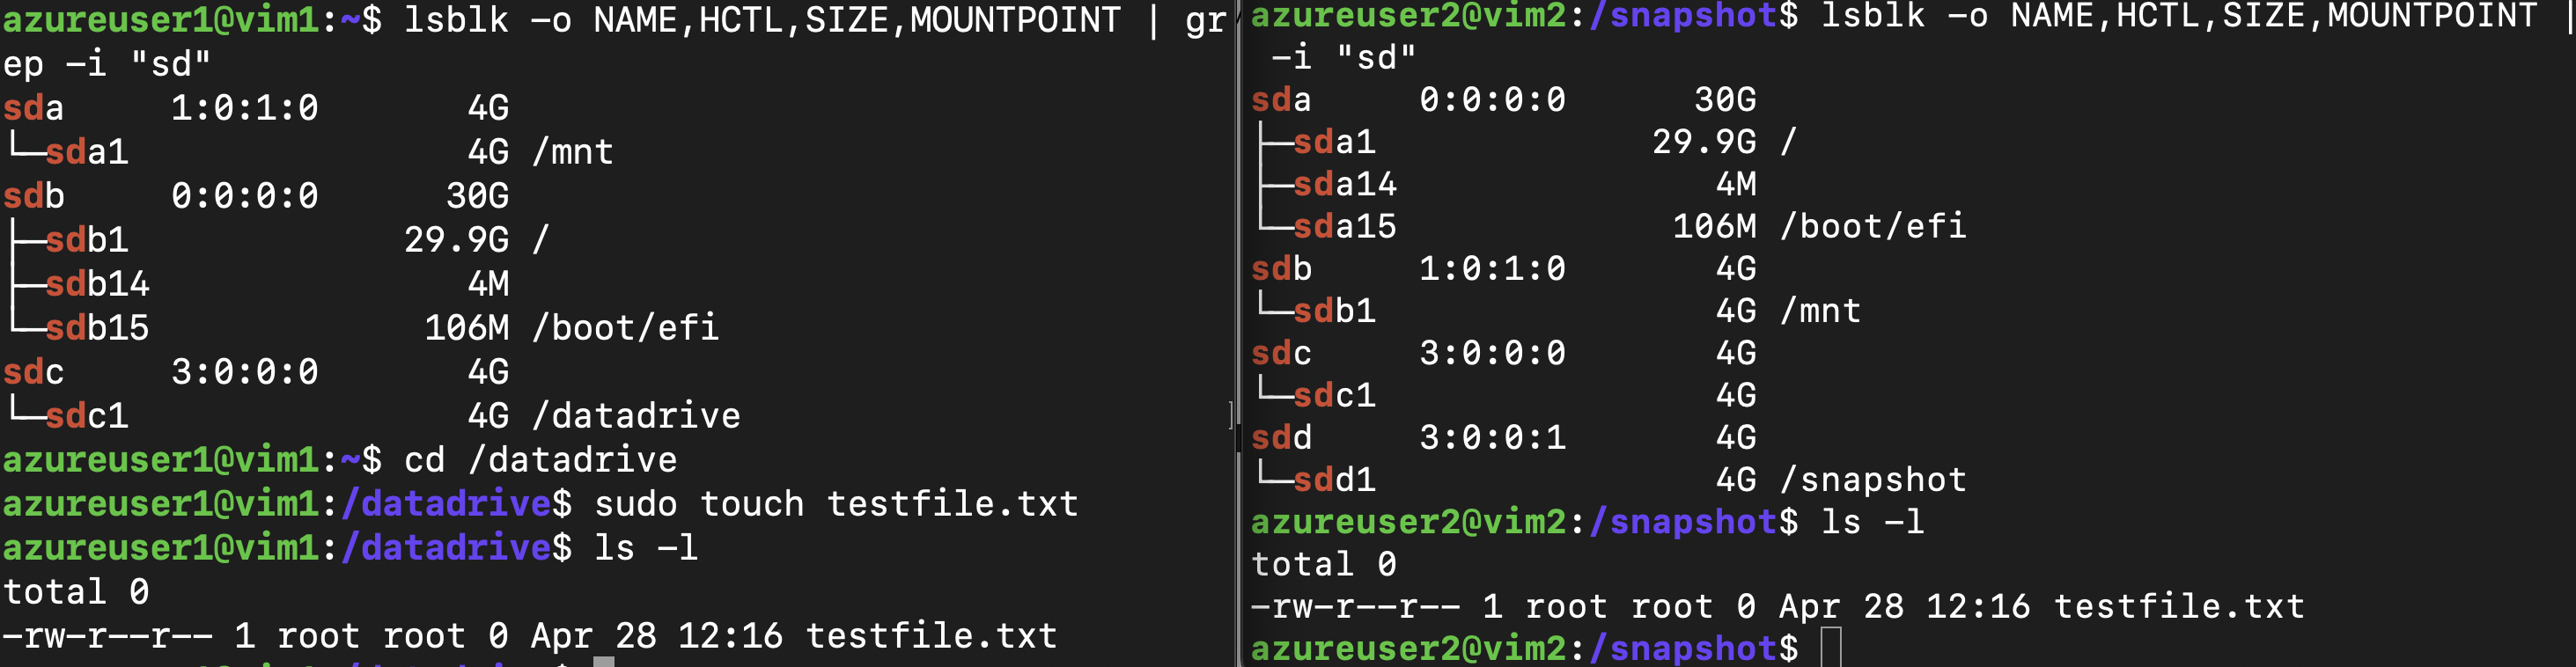 azureuser1@vim1:~$ lsblk -o NAME,HCTL,SIZE,MOUNTPOINT | gr
ep -i "sd"
sda     1:0:1:0       4G
└─sda1                4G /mnt
sdb     0:0:0:0      30G
├─sdb1             29.9G /
├─sdb14               4M
└─sdb15             106M /boot/efi
sdc     3:0:0:0       4G
└─sdc1                4G /datadrive
azureuser1@vim1:~$ cd /datadrive
azureuser1@vim1:/datadrive$ sudo touch testfile.txt
azureuser1@vim1:/datadrive$ ls -l
total 0
-rw-r--r-- 1 root root 0 Apr 28 12:16 testfile.txt
azureuser2@vim2:/snapshot$ lsblk -o NAME,HCTL,SIZE,MOUNTPOINT |
 -i "sd"
sda     0:0:0:0      30G
├─sda1             29.9G /
├─sda14               4M
└─sda15             106M /boot/efi
sdb     1:0:1:0       4G
└─sdb1                4G /mnt
sdc     3:0:0:0       4G
└─sdc1                4G
sdd     3:0:0:1       4G
└─sdd1                4G /snapshot
azureuser2@vim2:/snapshot$ ls -l
total 0
-rw-r--r-- 1 root root 0 Apr 28 12:16 testfile.txt
azureuser2@vim2:/snapshot$